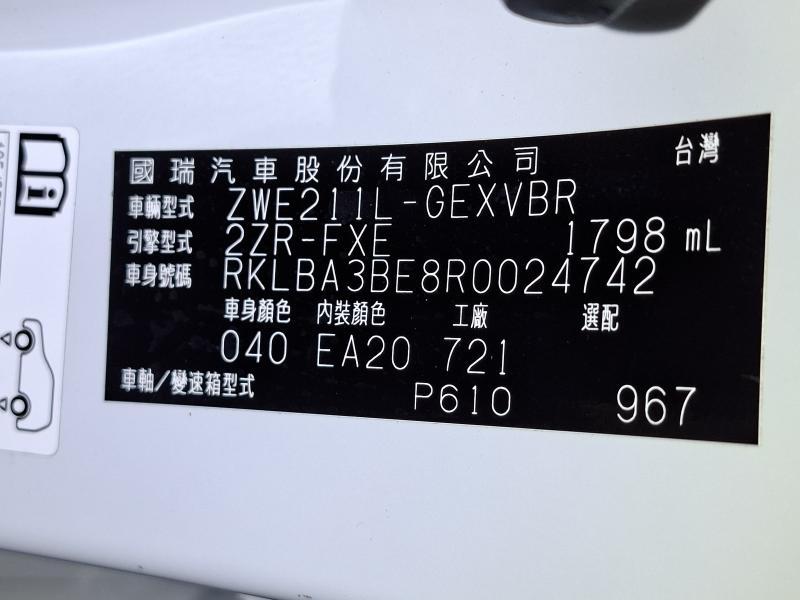 國瑞汽車股份有限公司 台灣
車輛型式 ZWE211L-GEXVBR
引擎型式 2ZR-FXE 1798 mL
車身號碼 RKLBA3BE8R0024742
車身顏色 內裝顏色 工廠 選配
040 EA20 721
車軸/變速箱型式 P610 967